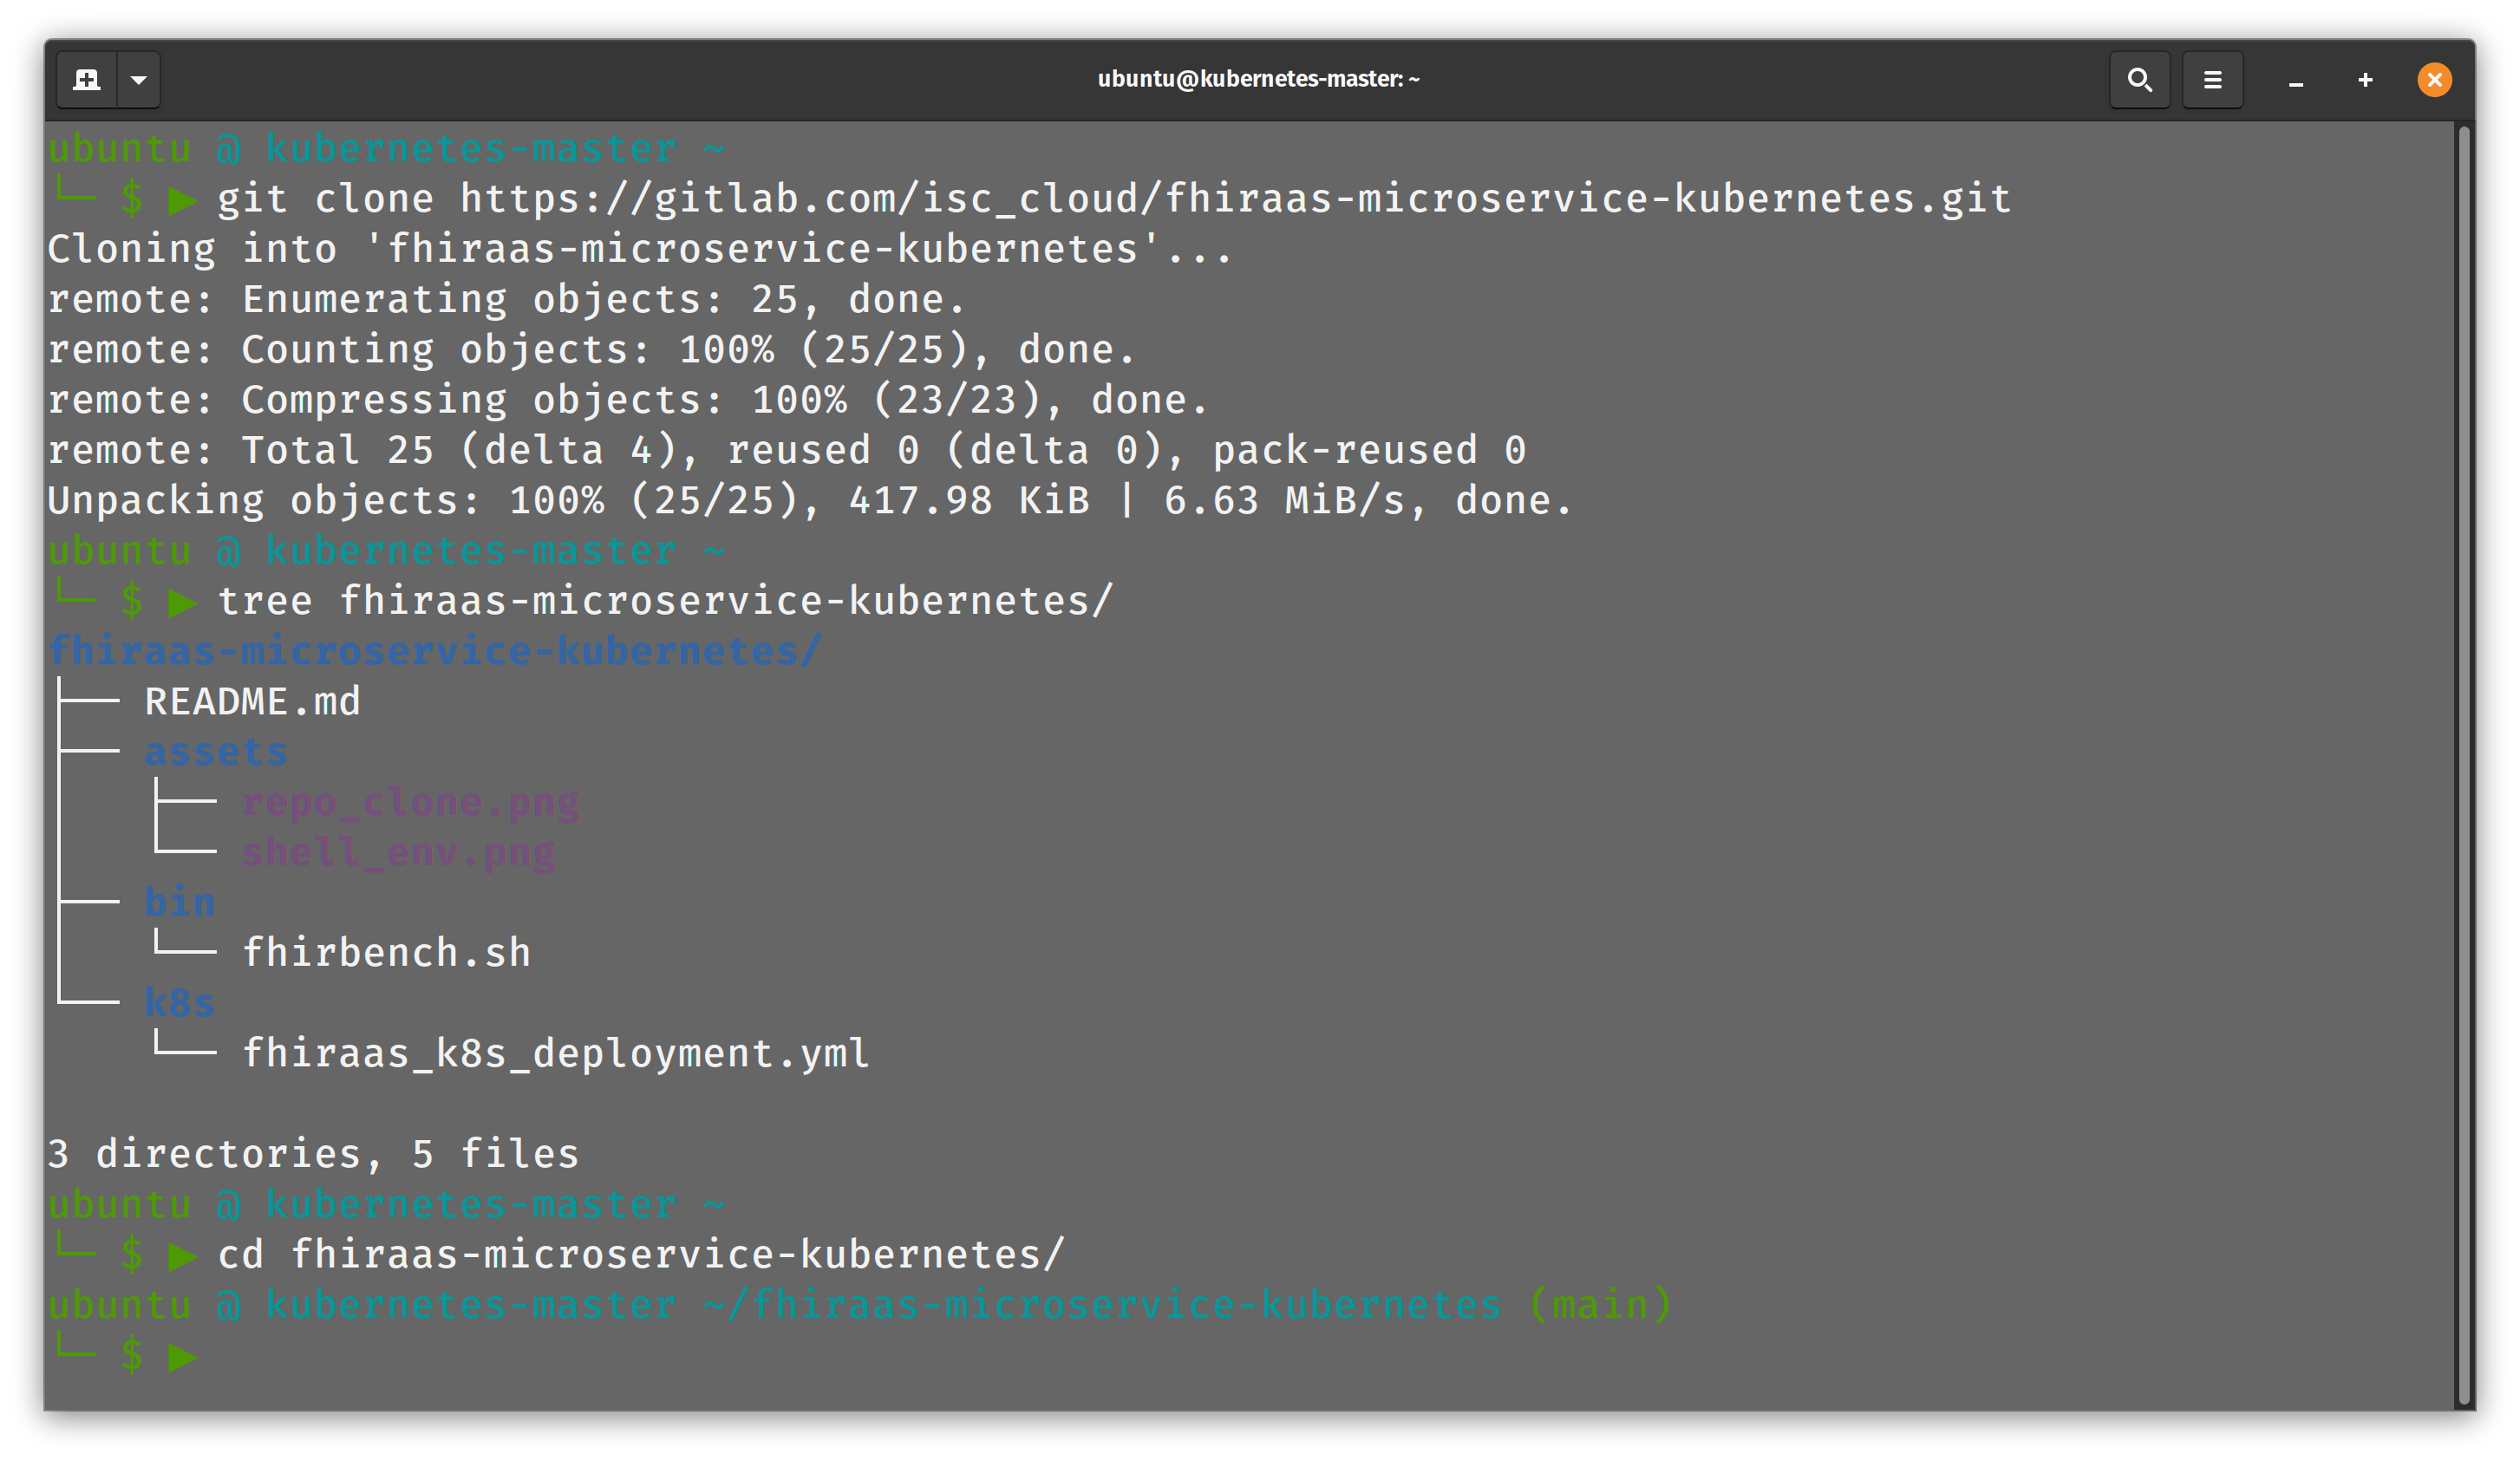 ubuntu@kubernetes-master: ~
ubuntu @ kubernetes-master ~
└─ $ ▶ git clone https://gitlab.com/isc_cloud/fhiraas-microservice-kubernetes.git
Cloning into 'fhiraas-microservice-kubernetes'...
remote: Enumerating objects: 25, done.
remote: Counting objects: 100% (25/25), done.
remote: Compressing objects: 100% (23/23), done.
remote: Total 25 (delta 4), reused 0 (delta 0), pack-reused 0
Unpacking objects: 100% (25/25), 417.98 KiB | 6.63 MiB/s, done.
ubuntu @ kubernetes-master ~
└─ $ ▶ tree fhiraas-microservice-kubernetes/
fhiraas-microservice-kubernetes/
├── README.md
├── assets
│   ├── repo_clone.png
│   └── shell_env.png
├── bin
│   └── fhirbench.sh
└── k8s
    └── fhiraas_k8s_deployment.yml
3 directories, 5 files
ubuntu @ kubernetes-master ~
└─ $ ▶ cd fhiraas-microservice-kubernetes/
ubuntu @ kubernetes-master ~/fhiraas-microservice-kubernetes (main)
└─ $ ▶